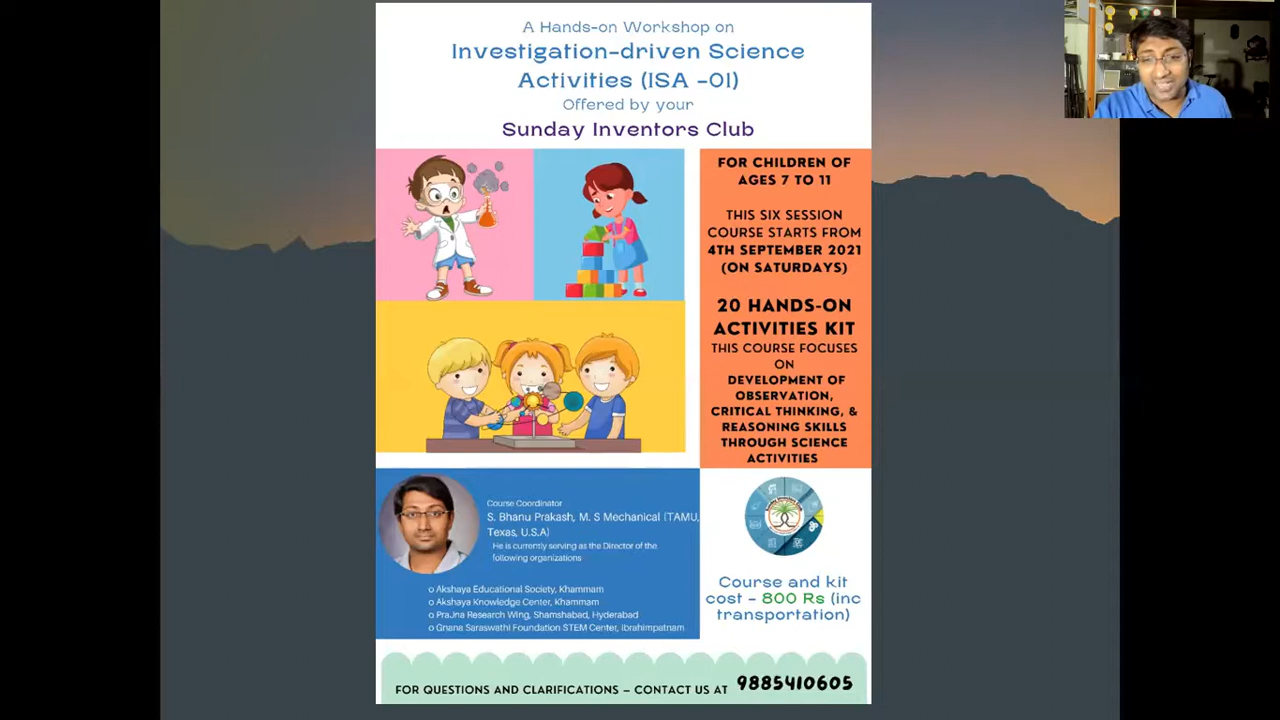 A Hands-on Workshop on
Investigation-driven Science
Activities (ISA -01)
Offered by your
Sunday Inventors Club
FOR CHILDREN OF
AGES 7 TO 11
THIS SIX SESSION
COURSE STARTS FROM
4TH SEPTEMBER 2021
(ON SATURDAYS)
20 HANDS-ON
ACTIVITIES KIT
THIS COURSE FOCUSES
ON
DEVELOPMENT OF
OBSERVATION,
CRITICAL THINKING, &
REASONING SKILLS
THROUGH SCIENCE
ACTIVITIES
Course Coordinator
S. Bhanu Prakash, M. S Mechanical (TAMU,
Texas, U.S.A)
He is currently serving as the Director of the
following organizations
o Akshaya Educational Society, Khammam
o Akshaya Knowledge Center, Khammam
o PraJna Research Wing, Shamshabad, Hyderabad
o Gnana Saraswathi Foundation STEM Center, Ibrahimpatnam
Course and kit
cost - 800 Rs (inc
transportation)
FOR QUESTIONS AND CLARIFICATIONS – CONTACT US AT 9885410605